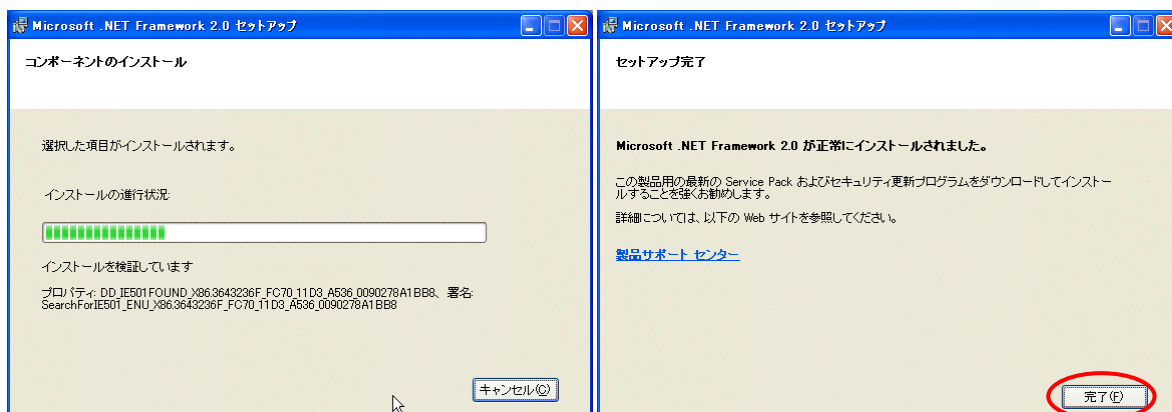 Microsoft .NET Framework 2.0 セットアップ
コンポーネントのインストール
選択した項目がインストールされます。
インストールの進行状況:
インストールを検証しています
プロパティ: DD_IE501FOUND_X86.3643236F_FC70_11D3_A536_0090278A1BB8、署名:
SearchForIE501_ENU_X86.3643236F_FC70_11D3_A536_0090278A1BB8
キャンセル(C)
Microsoft .NET Framework 2.0 セットアップ
セットアップ完了
Microsoft .NET Framework 2.0 が正常にインストールされました。
この製品用の最新の Service Pack およびセキュリティ更新プログラムをダウンロードしてインストー
ルすることを強くお勧めします。
詳細については、以下の Web サイトを参照してください。
製品サポート センター
完了(F)